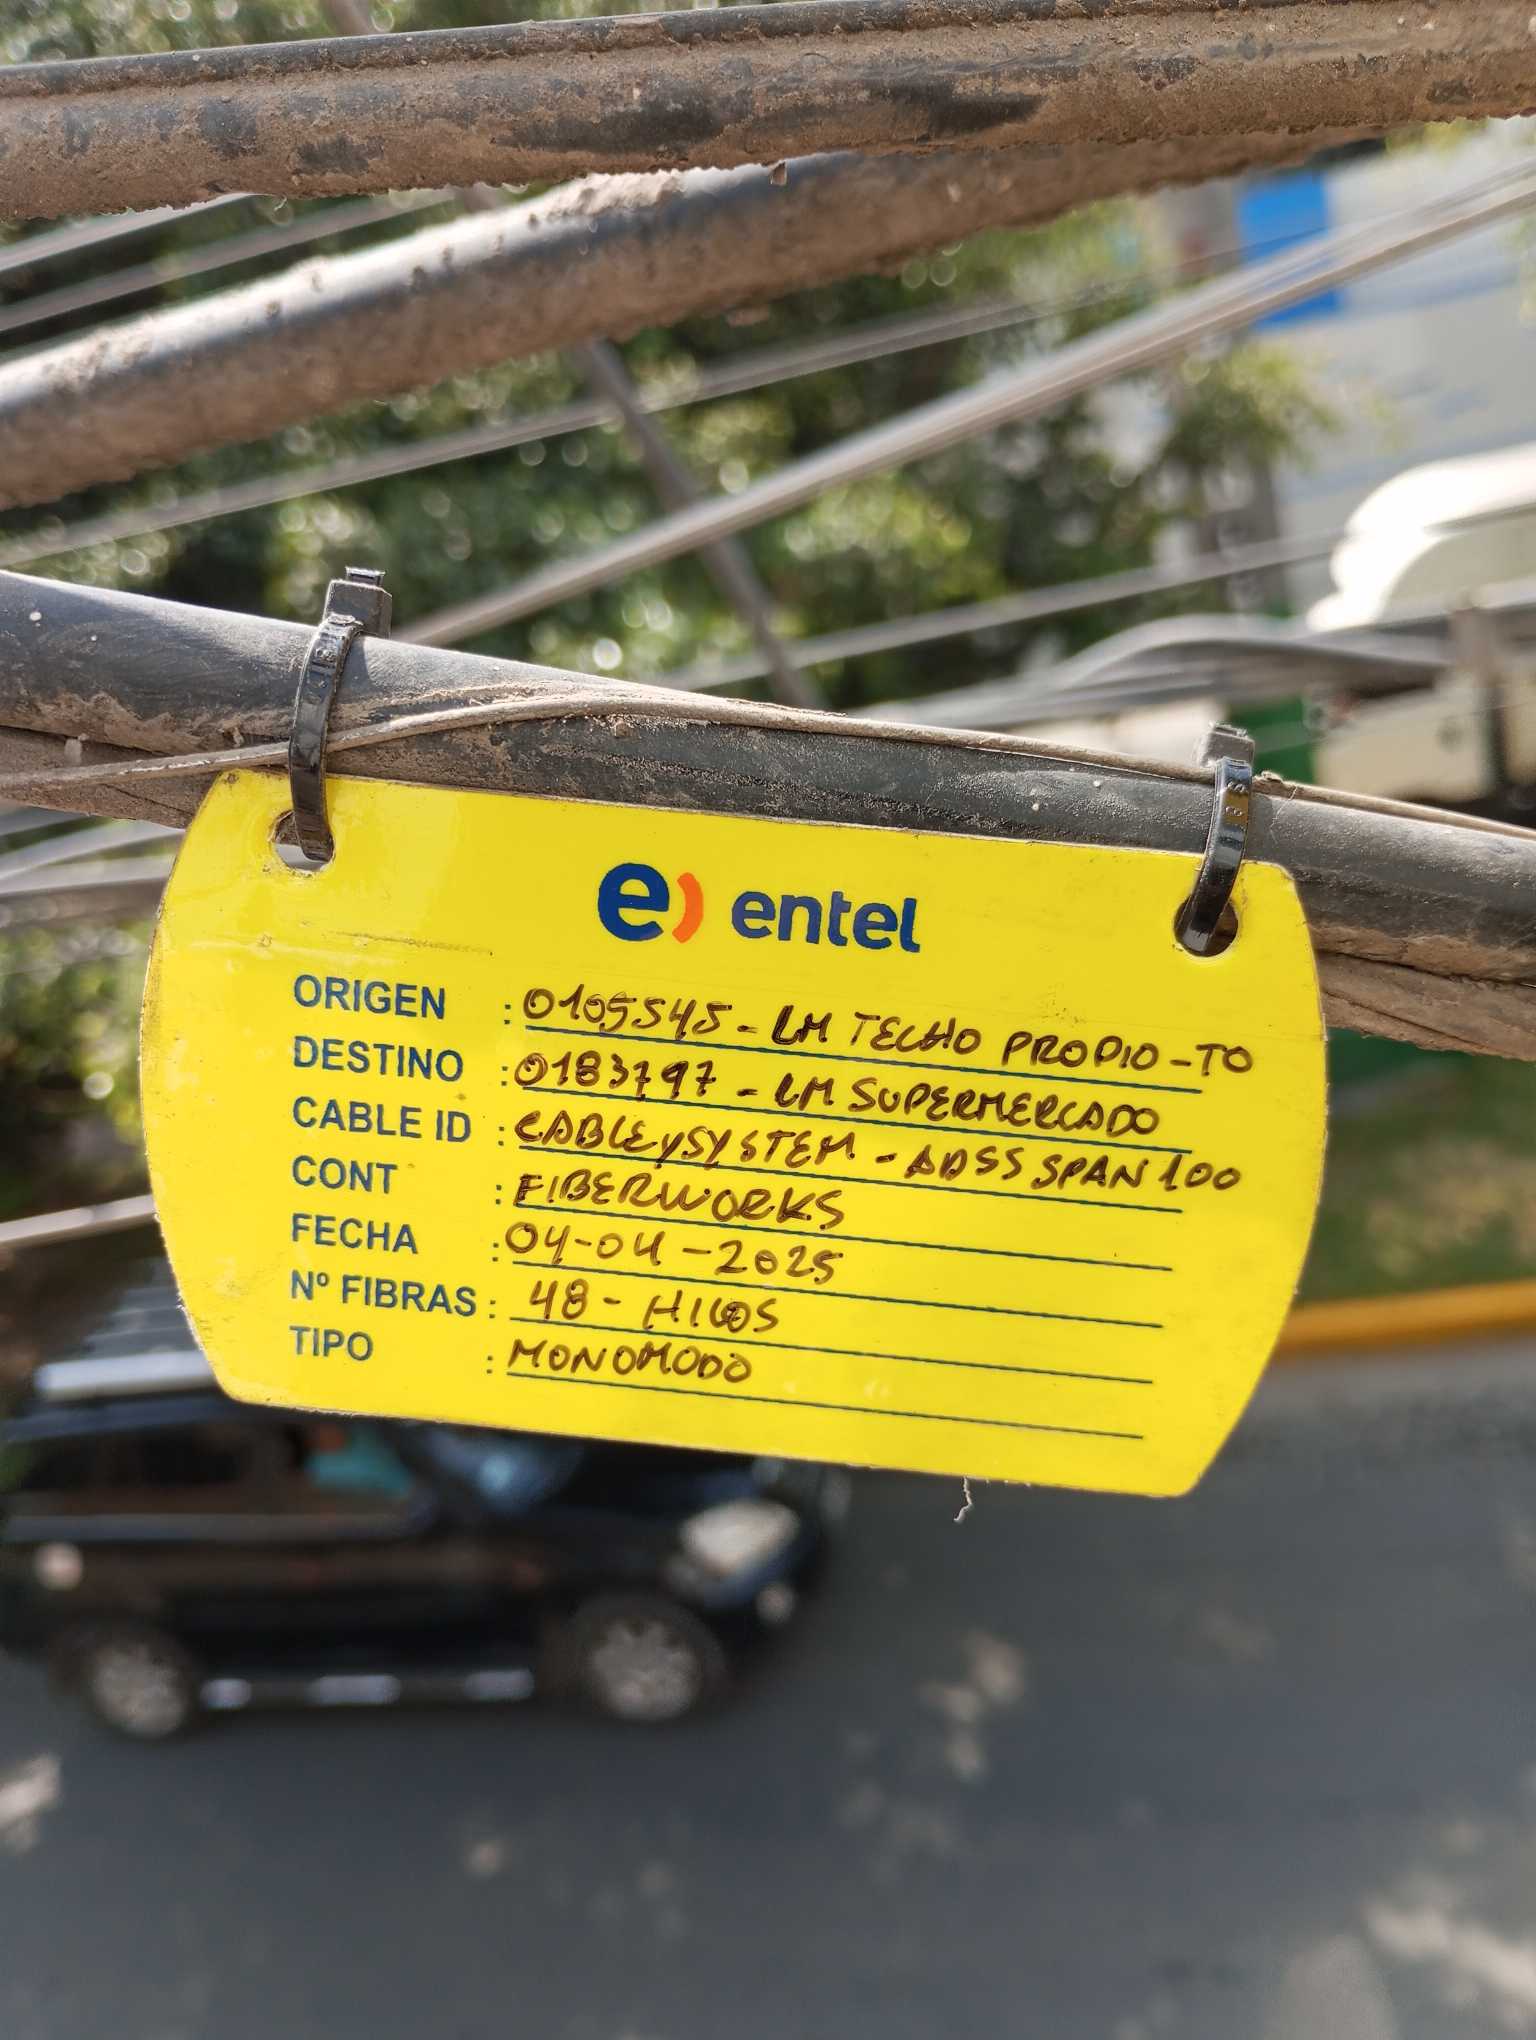 e) entel
ORIGEN : 0105545 - LM TECHO PROPIO - TO
DESTINO : 0183797 - LM SUPERMERCADO
CABLE ID : CABLEYSYSTEM - ADSS SPAN 100
CONT : FIBERWORKS
FECHA : 04-04-2025
Nº FIBRAS : 48 - HILOS
TIPO : MONOMODO